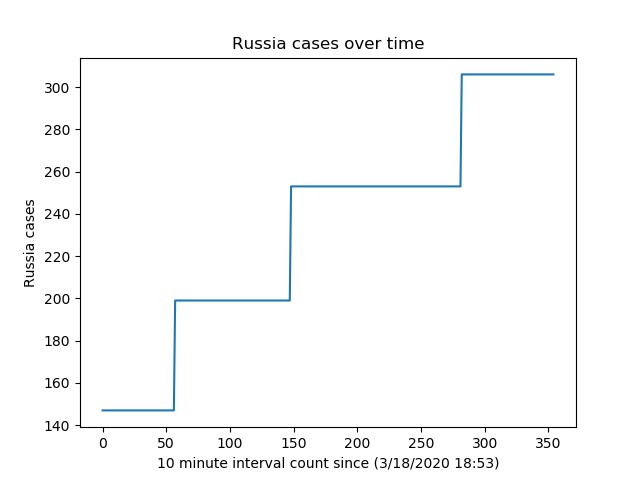 Russia cases over time
300
280
260
240
220
200
180
160
140
Russia cases
0 50 100 150 200 250 300 350
10 minute interval count since (3/18/2020 18:53)